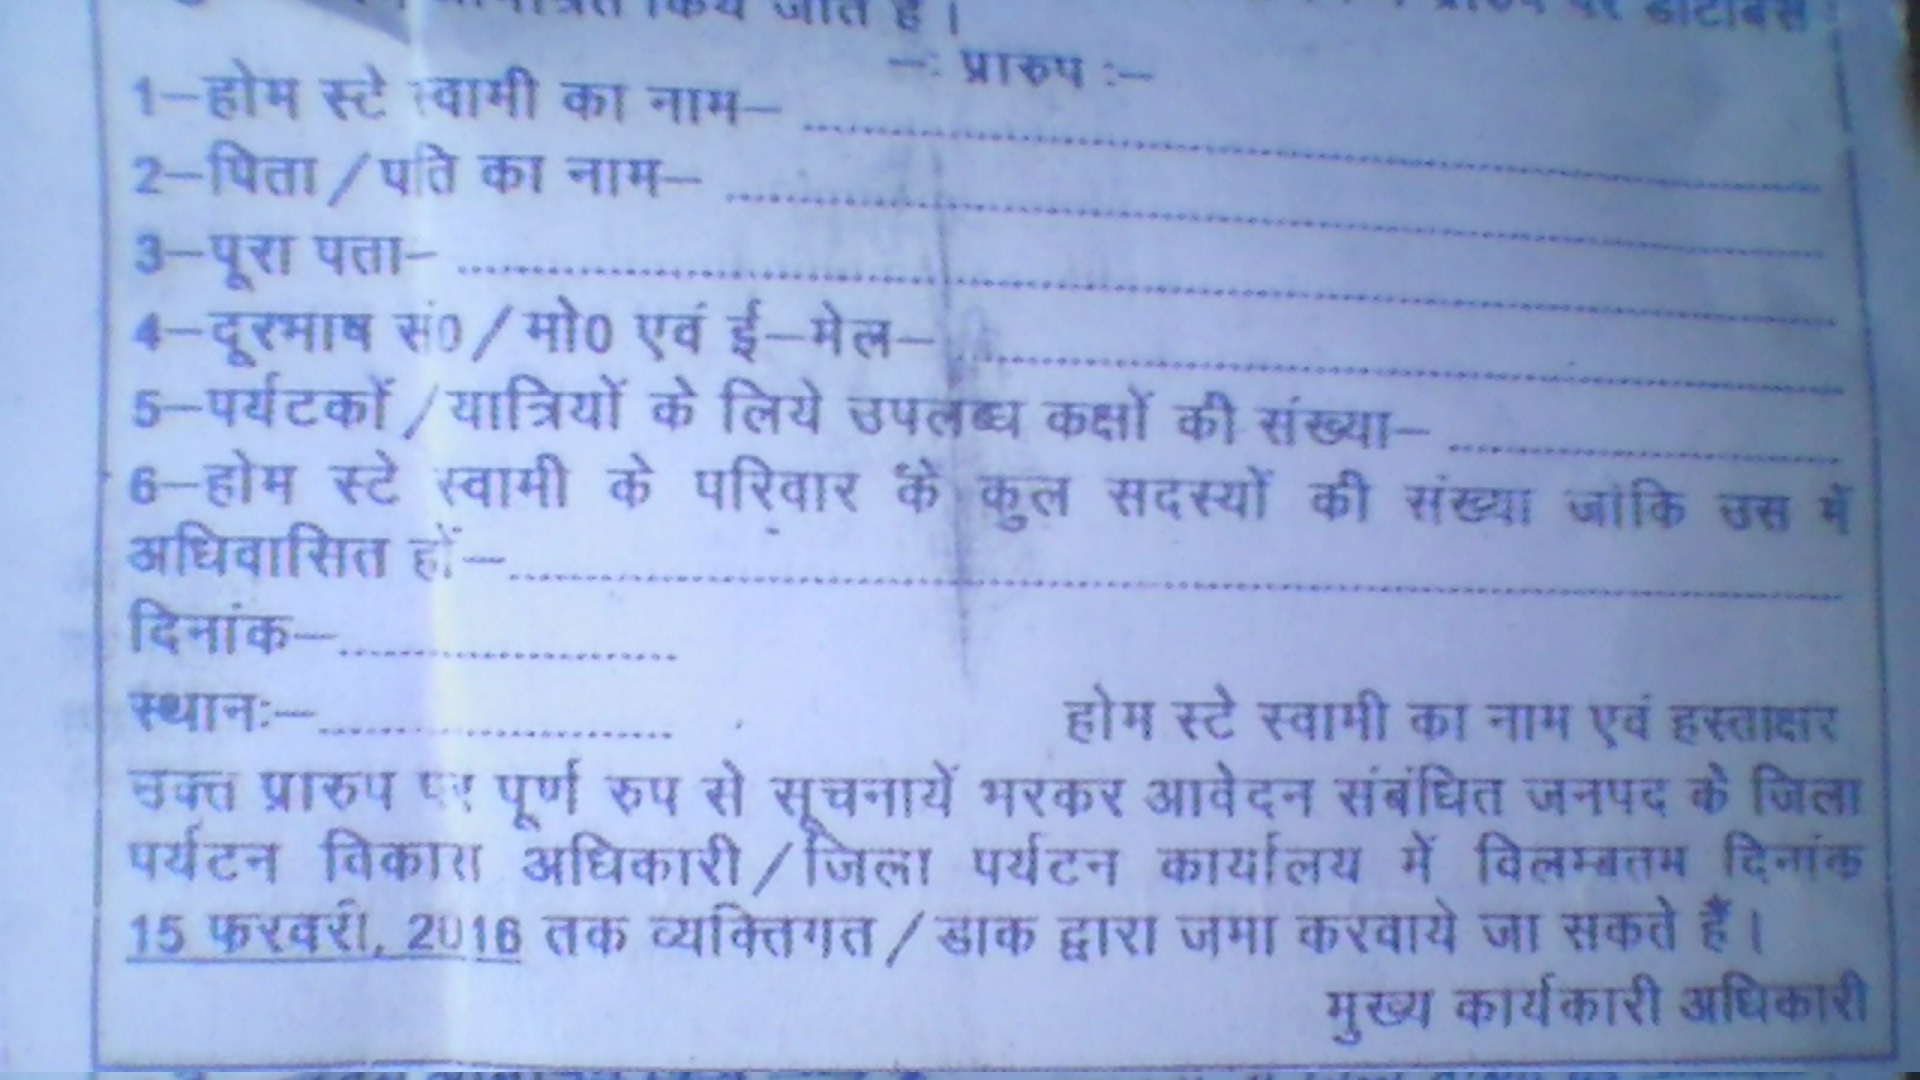 किये जाते है।
पर डाटाबेस
-: प्रारुप :-
1-होम स्टे स्वामी का नाम- ........................
2-पिता/पति का नाम- ........................
3-पूरा पता- ........................
4-दूरभाष सं0/मो0 एवं ई-मेल- ........................
5-पर्यटकों/यात्रियों के लिये उपलब्ध कक्षों की संख्या- ........................
6-होम स्टे स्वामी के परिवार के कुल सदस्यों की संख्या जोकि उस में
अधिवासित हों-........................
दिनांक-........................
स्थानः-........................ होम स्टे स्वामी का नाम एवं हस्ताक्षर
उक्त प्रारुप पर पूर्ण रुप से सूचनायें भरकर आवेदन संबंधित जनपद के जिला
पर्यटन विकास अधिकारी/जिला पर्यटन कार्यालय में विलम्बतम दिनांक
15 फरवरी, 2016 तक व्यक्तिगत/डाक द्वारा जमा करवाये जा सकते हैं।
मुख्य कार्यकारी अधिकारी